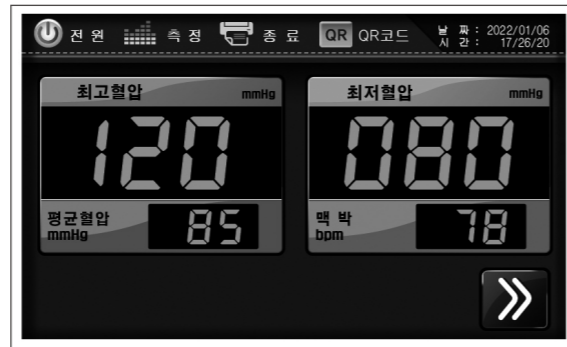 전원 측정 종료 QR QR코드 날 짜 : 2022/01/06
시 간 : 17/26/20
최고혈압 mmHg
120
평균혈압
mmHg
85
최저혈압 mmHg
080
맥 박
bpm
78